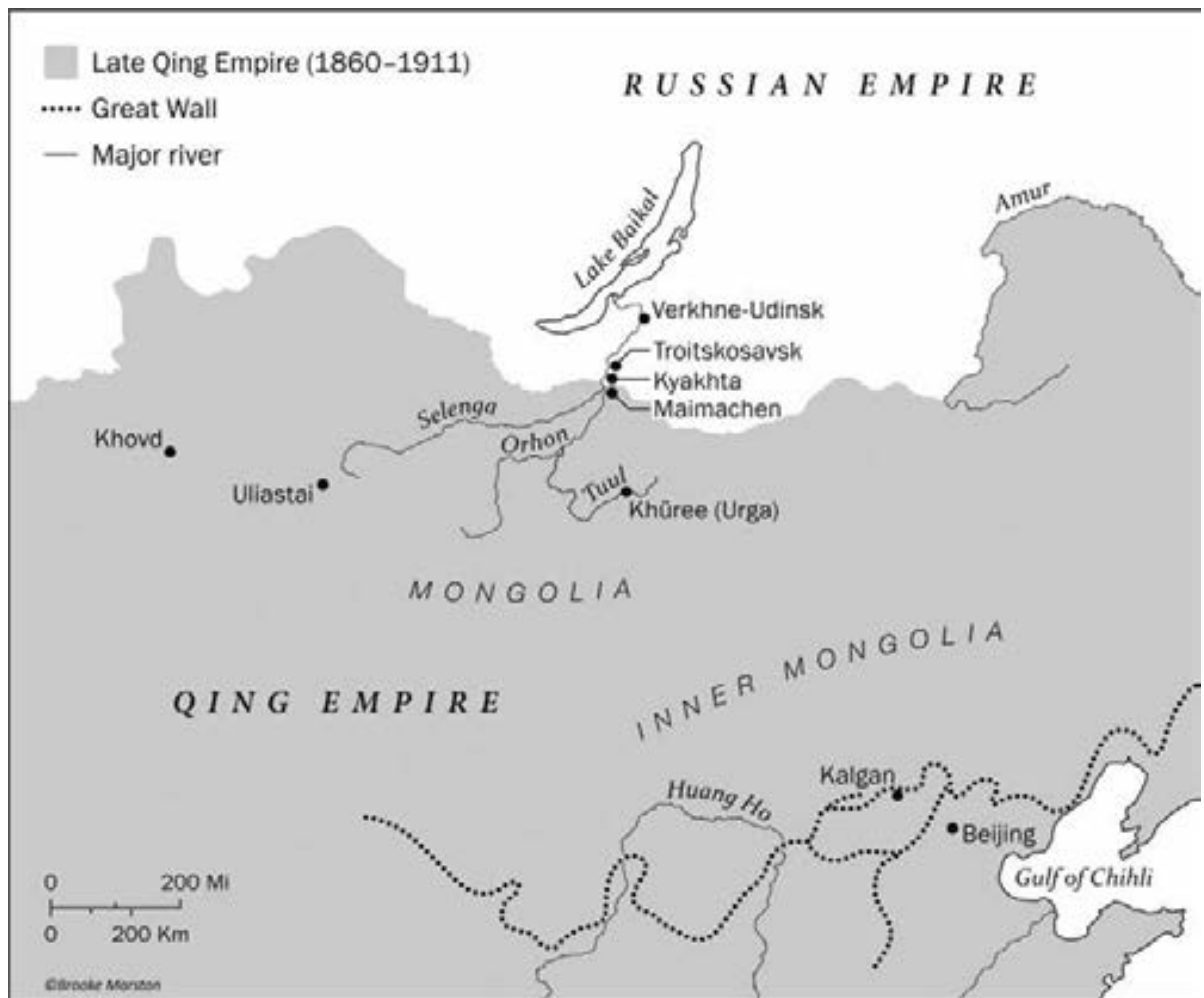 Late Qing Empire (1860–1911)
Great Wall
Major river
RUSSIAN EMPIRE
Lake Baikal
Amur
Verkhne-Udinsk
Troitskosavsk
Kyakhta
Maimachen
Selenga
Orhon
Khovd
Uliastai
Tuul
Khüree (Urga)
MONGOLIA
INNER MONGOLIA
QING EMPIRE
Kalgan
Huang Ho
Beijing
Gulf of Chihli
0 200 Mi
0 200 Km
©Brooke Marston